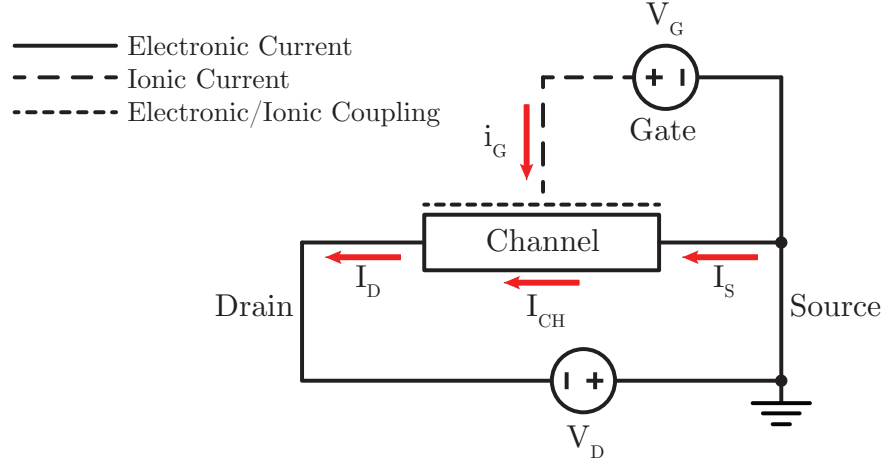 V_G
Electronic Current
Ionic Current
Electronic/Ionic Coupling
Gate
i_G
Channel
I_D
I_CH
I_S
Drain
Source
V_D